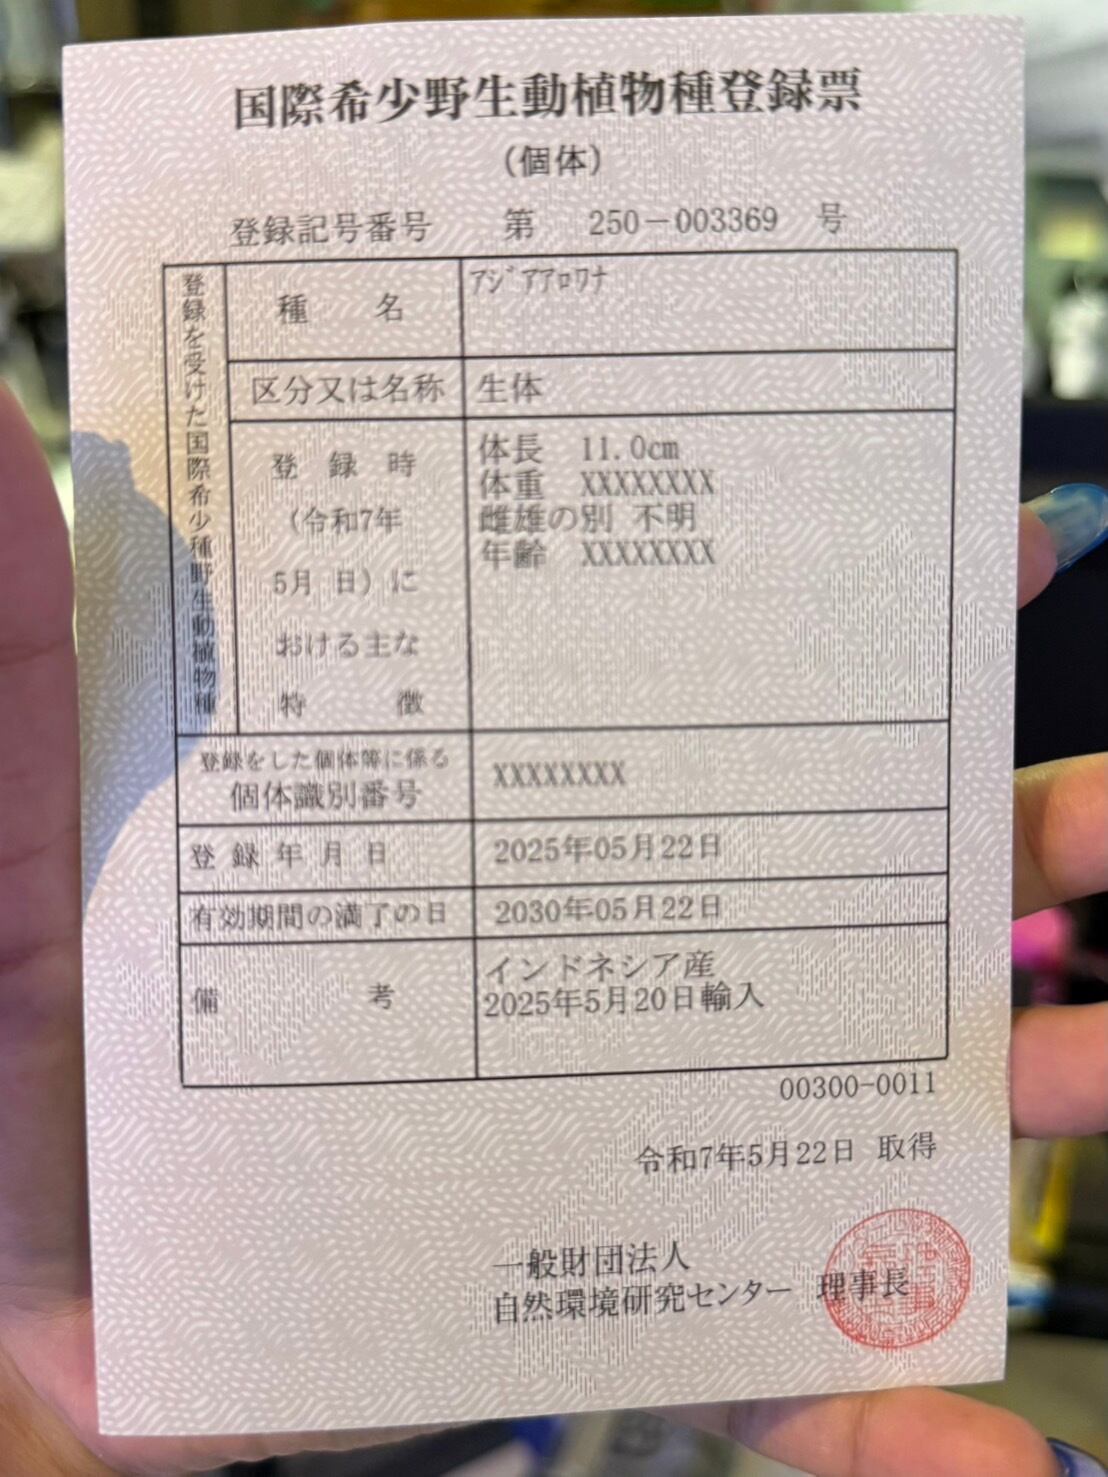 国際希少野生動植物種登録票
（個体）
登録記号番号 第 250－003369 号
登録を受けた国際希少種野生動植物種
種 名 ｱｼﾞｱｱﾛﾜﾅ
区分又は名称 生体
登 録 時
（令和7年
5月 日）に
おける主な
特 徴
体長 11.0cm
体重 XXXXXXXX
雌雄の別 不明
年齢 XXXXXXXX
登録をした個体等に係る
個体識別番号 XXXXXXXX
登 録 年 月 日 2025年05月22日
有効期間の満了の日 2030年05月22日
備 考
インドネシア産
2025年5月20日輸入
00300-0011
令和7年5月22日 取得
一般財団法人
自然環境研究センター 理事長